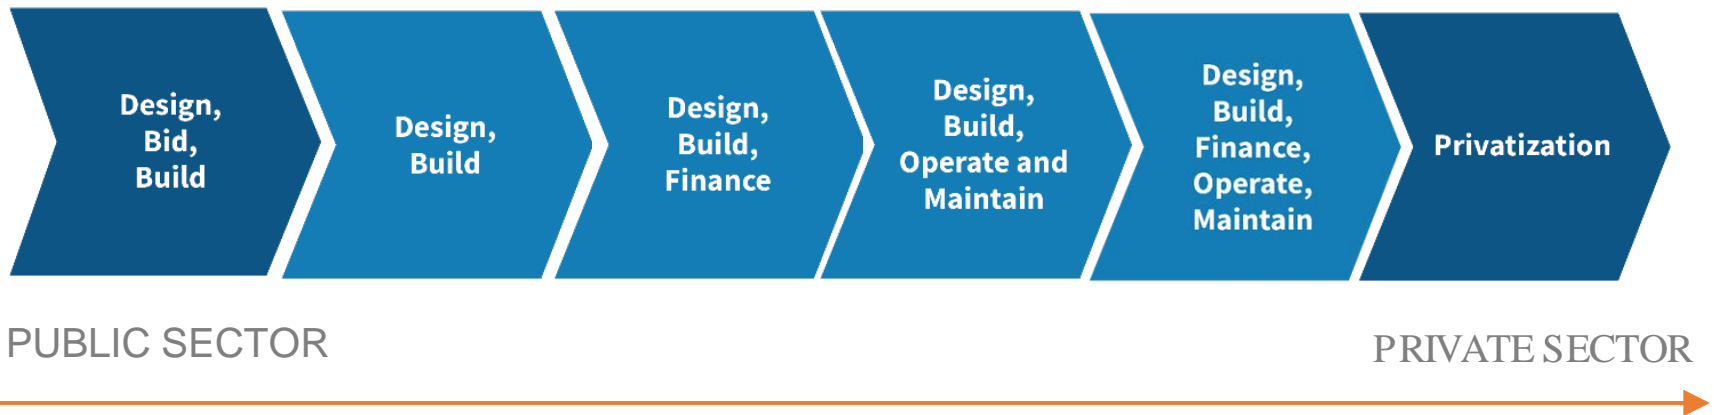 Design,
Bid,
Build
Design,
Build
Design,
Build,
Finance
Design,
Build,
Operate and
Maintain
Design,
Build,
Finance,
Operate,
Maintain
Privatization
PUBLIC SECTOR
PRIVATE SECTOR